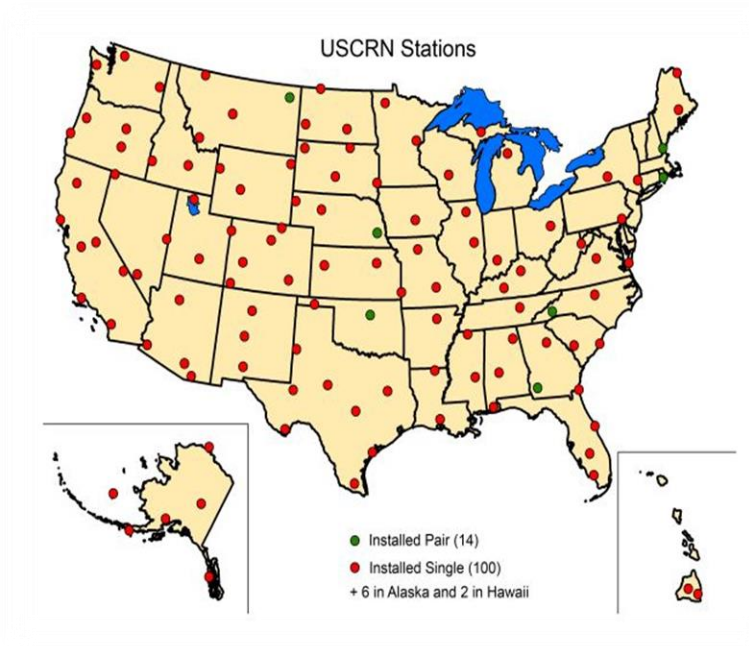 USCRN Stations
Installed Pair (14)
Installed Single (100)
+ 6 in Alaska and 2 in Hawaii